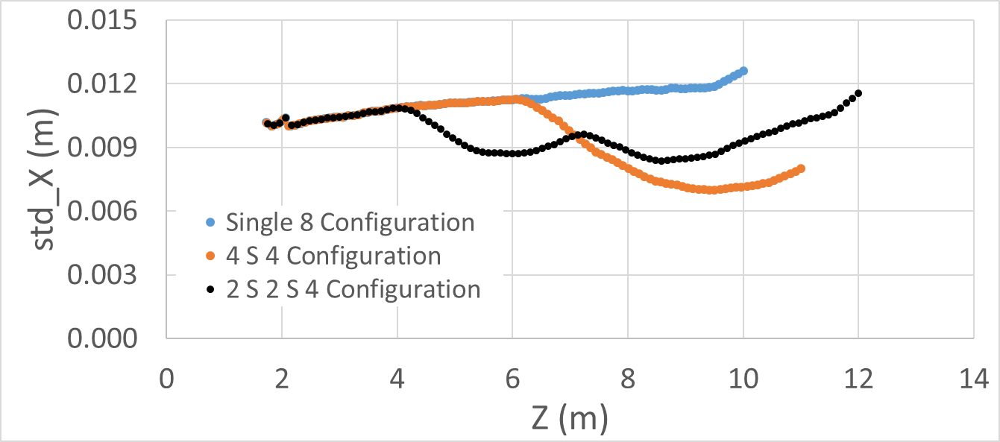 0.015
0.012
0.009
0.006
0.003
0.000
std_X (m)
Single 8 Configuration
4 S 4 Configuration
2 S 2 S 4 Configuration
0 2 4 6 8 10 12 14
Z (m)